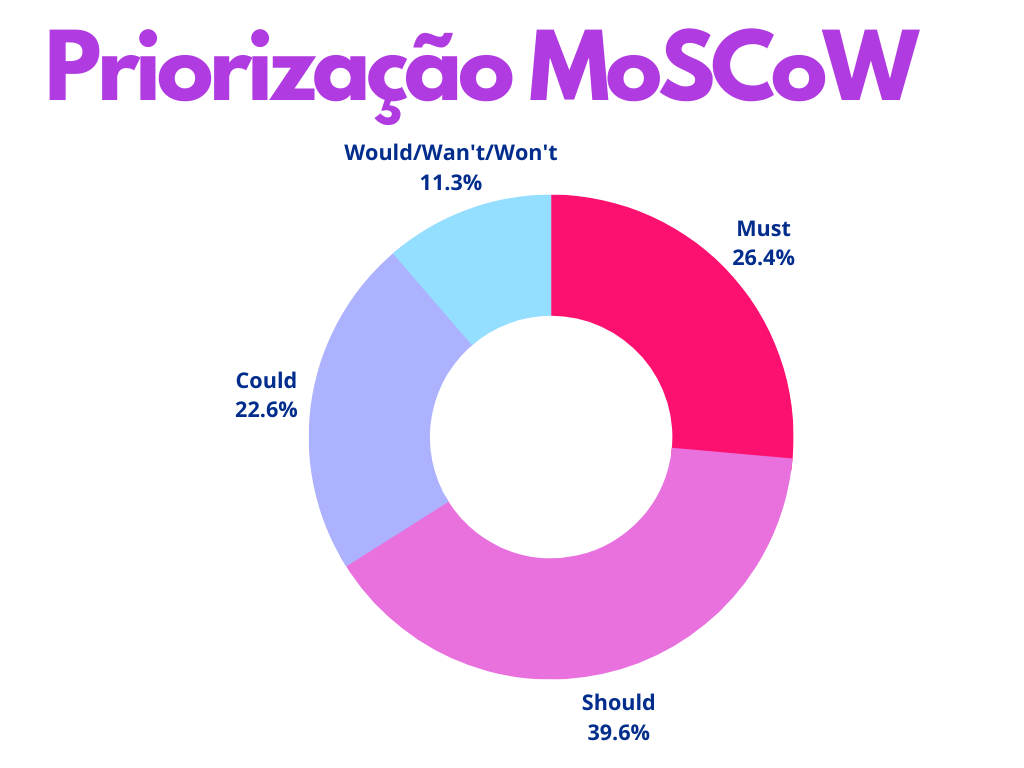 Priorização MoSCoW
Would/Wan't/Won't
11.3%
Must
26.4%
Could
22.6%
Should
39.6%